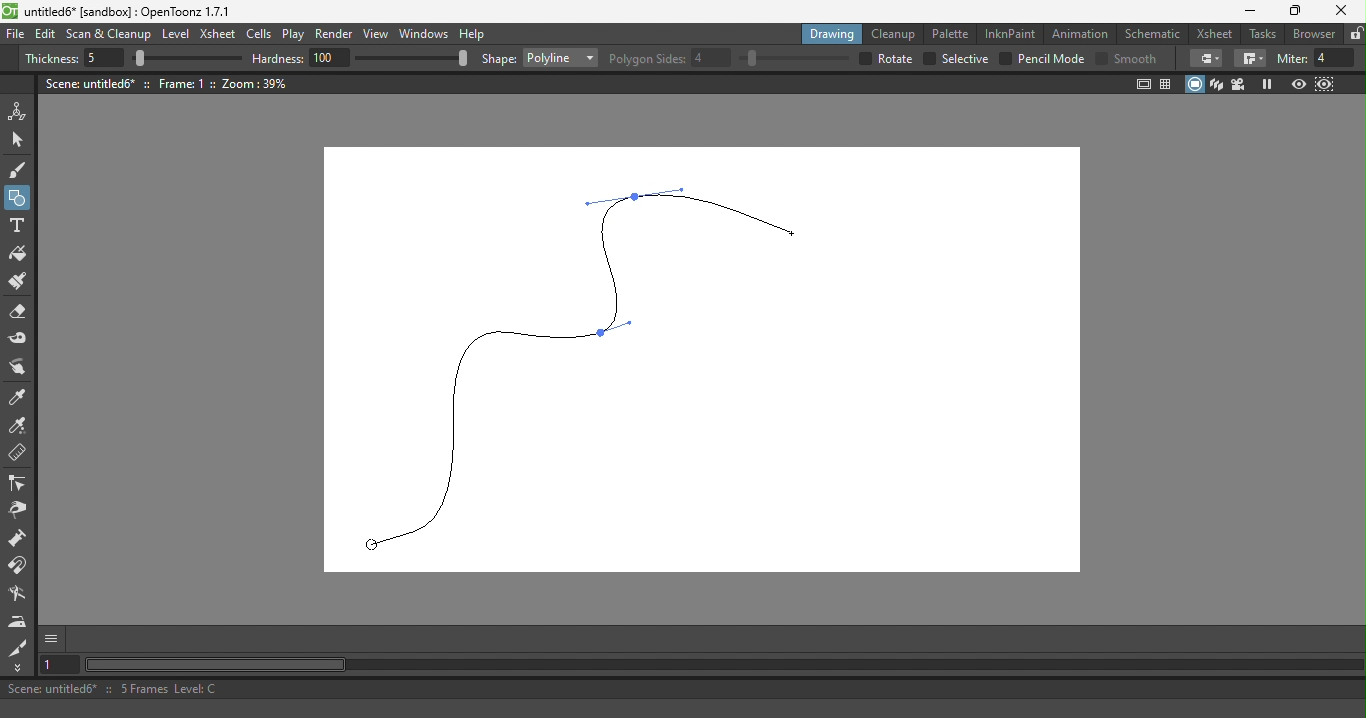 OT untitled6* [sandbox] : OpenToonz 1.7.1
File Edit Scan & Cleanup Level Xsheet Cells Play Render View Windows Help Drawing Cleanup Palette InknPaint Animation Schematic Xsheet Tasks Browser
Thickness: 5 Hardness: 100 Shape: Polyline Polygon Sides: 4 Rotate Selective Pencil Mode Smooth Miter: 4
Scene: untitled6* :: Frame: 1 :: Zoom : 39%
T
1
Scene: untitled6* :: 5 Frames Level: C